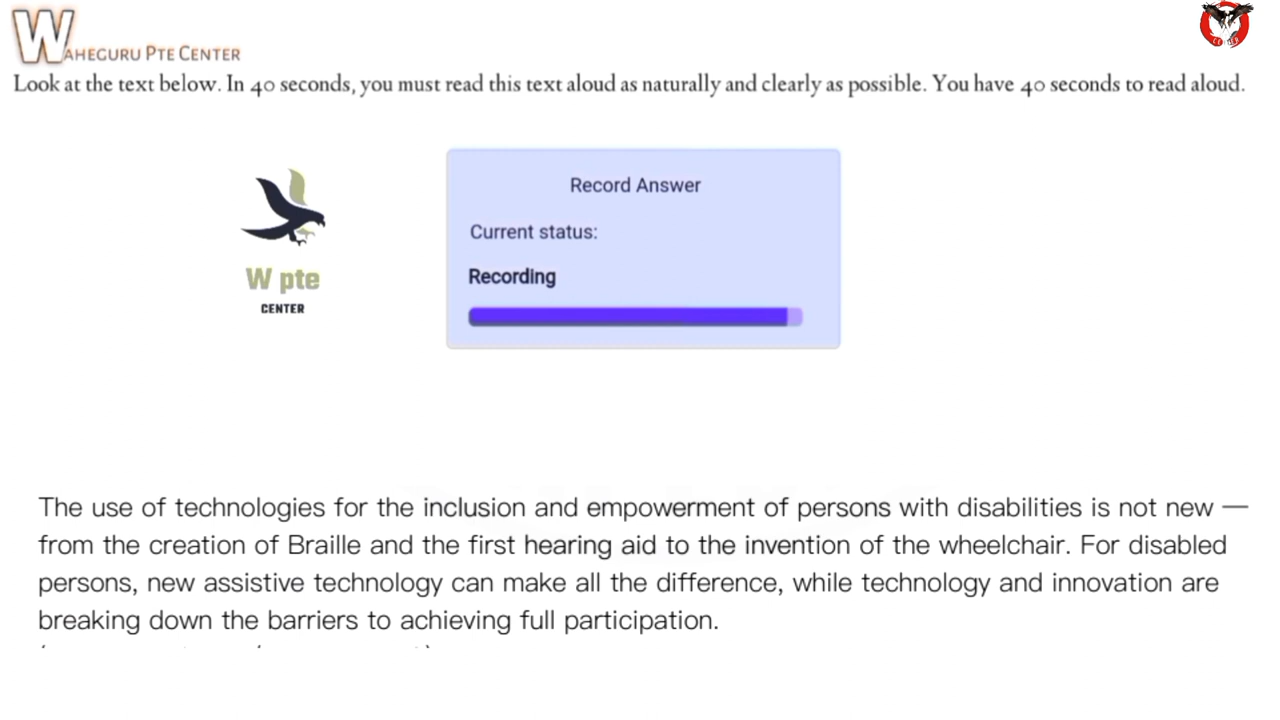 WAHEGURU PTE CENTER
Look at the text below. In 40 seconds, you must read this text aloud as naturally and clearly as possible. You have 40 seconds to read aloud.
Record Answer
Current status:
Recording
W pte
CENTER
The use of technologies for the inclusion and empowerment of persons with disabilities is not new —
from the creation of Braille and the first hearing aid to the invention of the wheelchair. For disabled
persons, new assistive technology can make all the difference, while technology and innovation are
breaking down the barriers to achieving full participation.